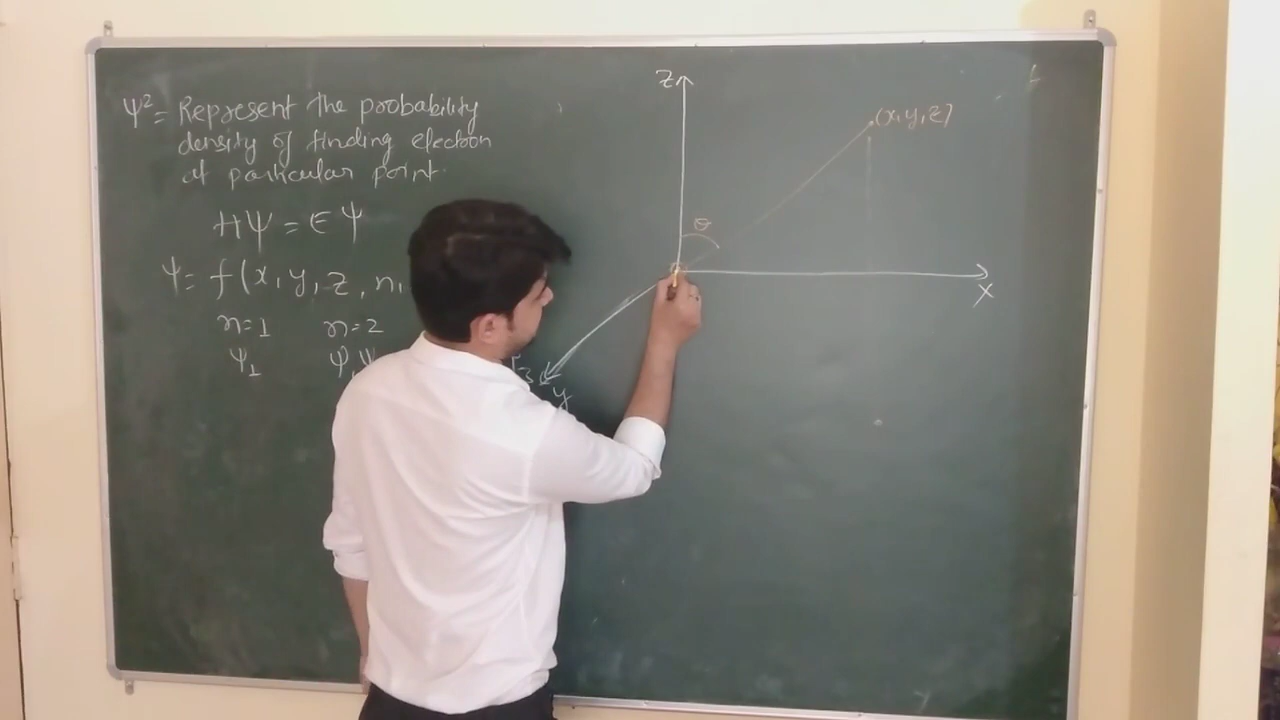 ψ²= Represent the probability
density of finding electron
at particular point.
Hψ = Eψ
ψ = f(x, y, z, n,
n=1 n=2
ψ₁ ψ, ψ
Z
(x, y, z)
θ
X
y